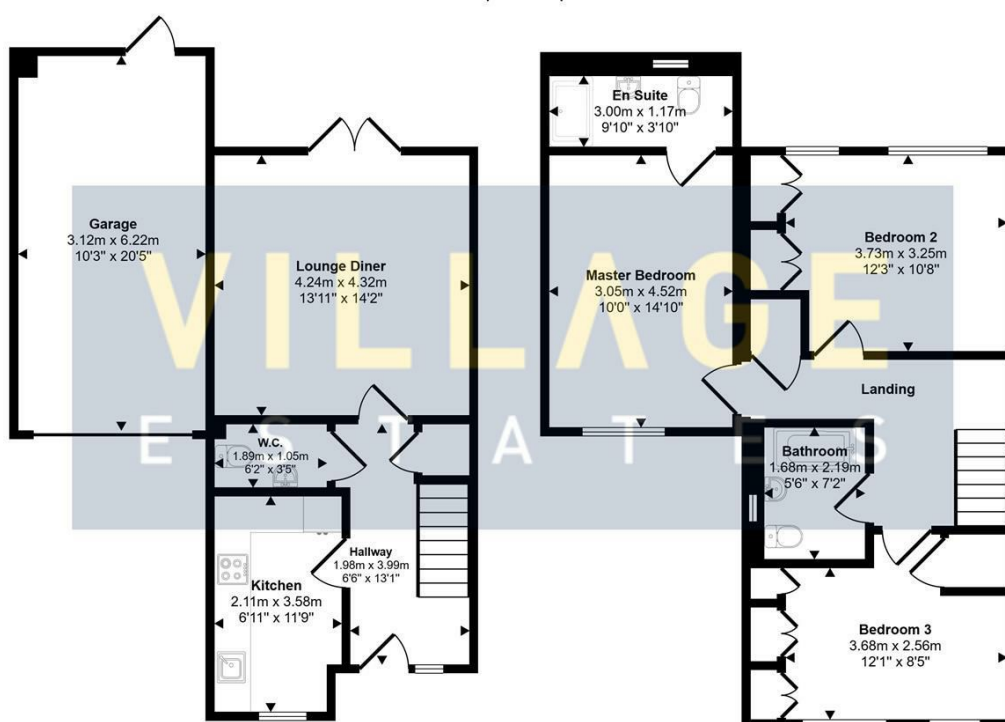 Garage
3.12m x 6.22m
10'3" x 20'5"
Lounge Diner
4.24m x 4.32m
13'11" x 14'2"
W.C.
1.89m x 1.05m
6'2" x 3'5"
Kitchen
2.11m x 3.58m
6'11" x 11'9"
Hallway
1.98m x 3.99m
6'6" x 13'1"
En Suite
3.00m x 1.17m
9'10" x 3'10"
Master Bedroom
3.05m x 4.52m
10'0" x 14'10"
Bedroom 2
3.73m x 3.25m
12'3" x 10'8"
Landing
Bathroom
1.68m x 2.19m
5'6" x 7'2"
Bedroom 3
3.68m x 2.56m
12'1" x 8'5"
VILLAGE
ESTATES